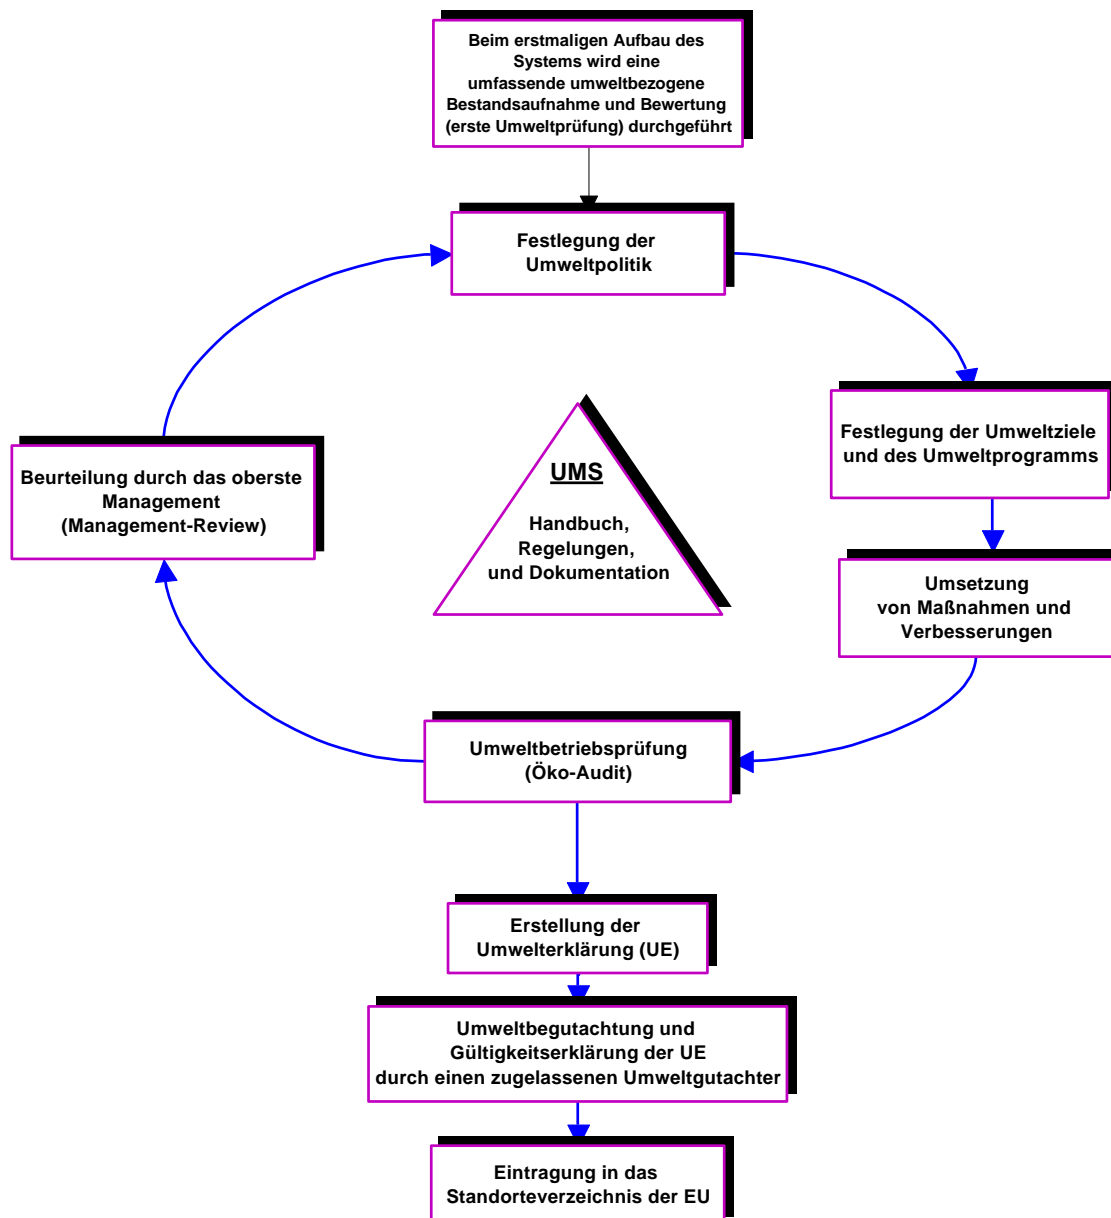 Beim erstmaligen Aufbau des
Systems wird eine
umfassende umweltbezogene
Bestandsaufnahme und Bewertung
(erste Umweltprüfung) durchgeführt
Festlegung der
Umweltpolitik
Festlegung der Umweltziele
und des Umweltprogramms
Beurteilung durch das oberste
Management
(Management-Review)
UMS
Handbuch,
Regelungen,
und Dokumentation
Umsetzung
von Maßnahmen und
Verbesserungen
Umweltbetriebsprüfung
(Öko-Audit)
Erstellung der
Umwelterklärung (UE)
Umweltbegutachtung und
Gültigkeitserklärung der UE
durch einen zugelassenen Umweltgutachter
Eintragung in das
Standorteverzeichnis der EU